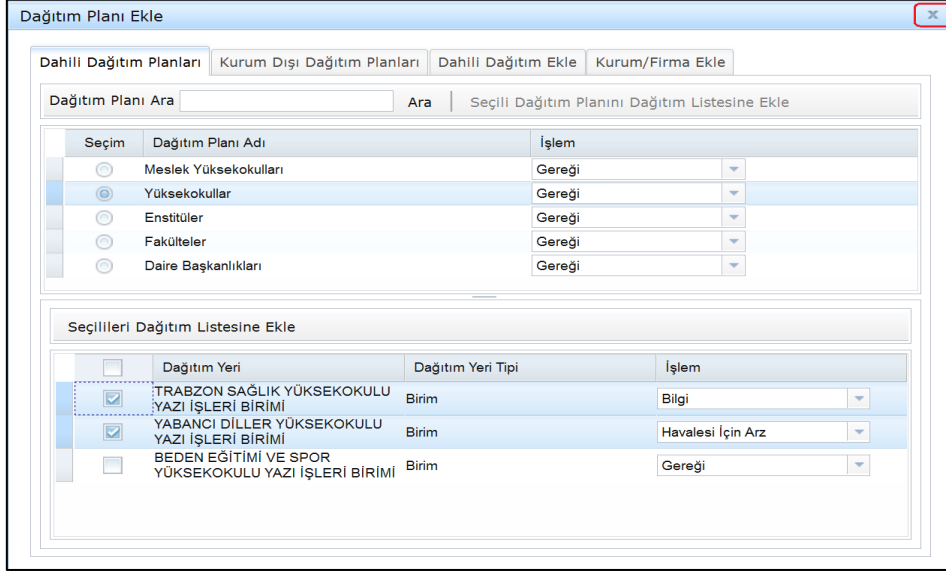 Dağıtım Planı Ekle
Dahili Dağıtım Planları Kurum Dışı Dağıtım Planları Dahili Dağıtım Ekle Kurum/Firma Ekle
Dağıtım Planı Ara Ara Seçili Dağıtım Planını Dağıtım Listesine Ekle
Seçim Dağıtım Planı Adı İşlem
Meslek Yüksekokulları Gereği
Yüksekokullar Gereği
Enstitüler Gereği
Fakülteler Gereği
Daire Başkanlıkları Gereği
Seçilileri Dağıtım Listesine Ekle
Dağıtım Yeri Dağıtım Yeri Tipi İşlem
TRABZON SAĞLIK YÜKSEKOKULU
YAZI İŞLERİ BİRİMİ Birim Bilgi
YABANCI DİLLER YÜKSEKOKULU
YAZI İŞLERİ BİRİMİ Birim Havalesi İçin Arz
BEDEN EĞİTİMİ VE SPOR
YÜKSEKOKULU YAZI İŞLERİ BİRİMİ Birim Gereği